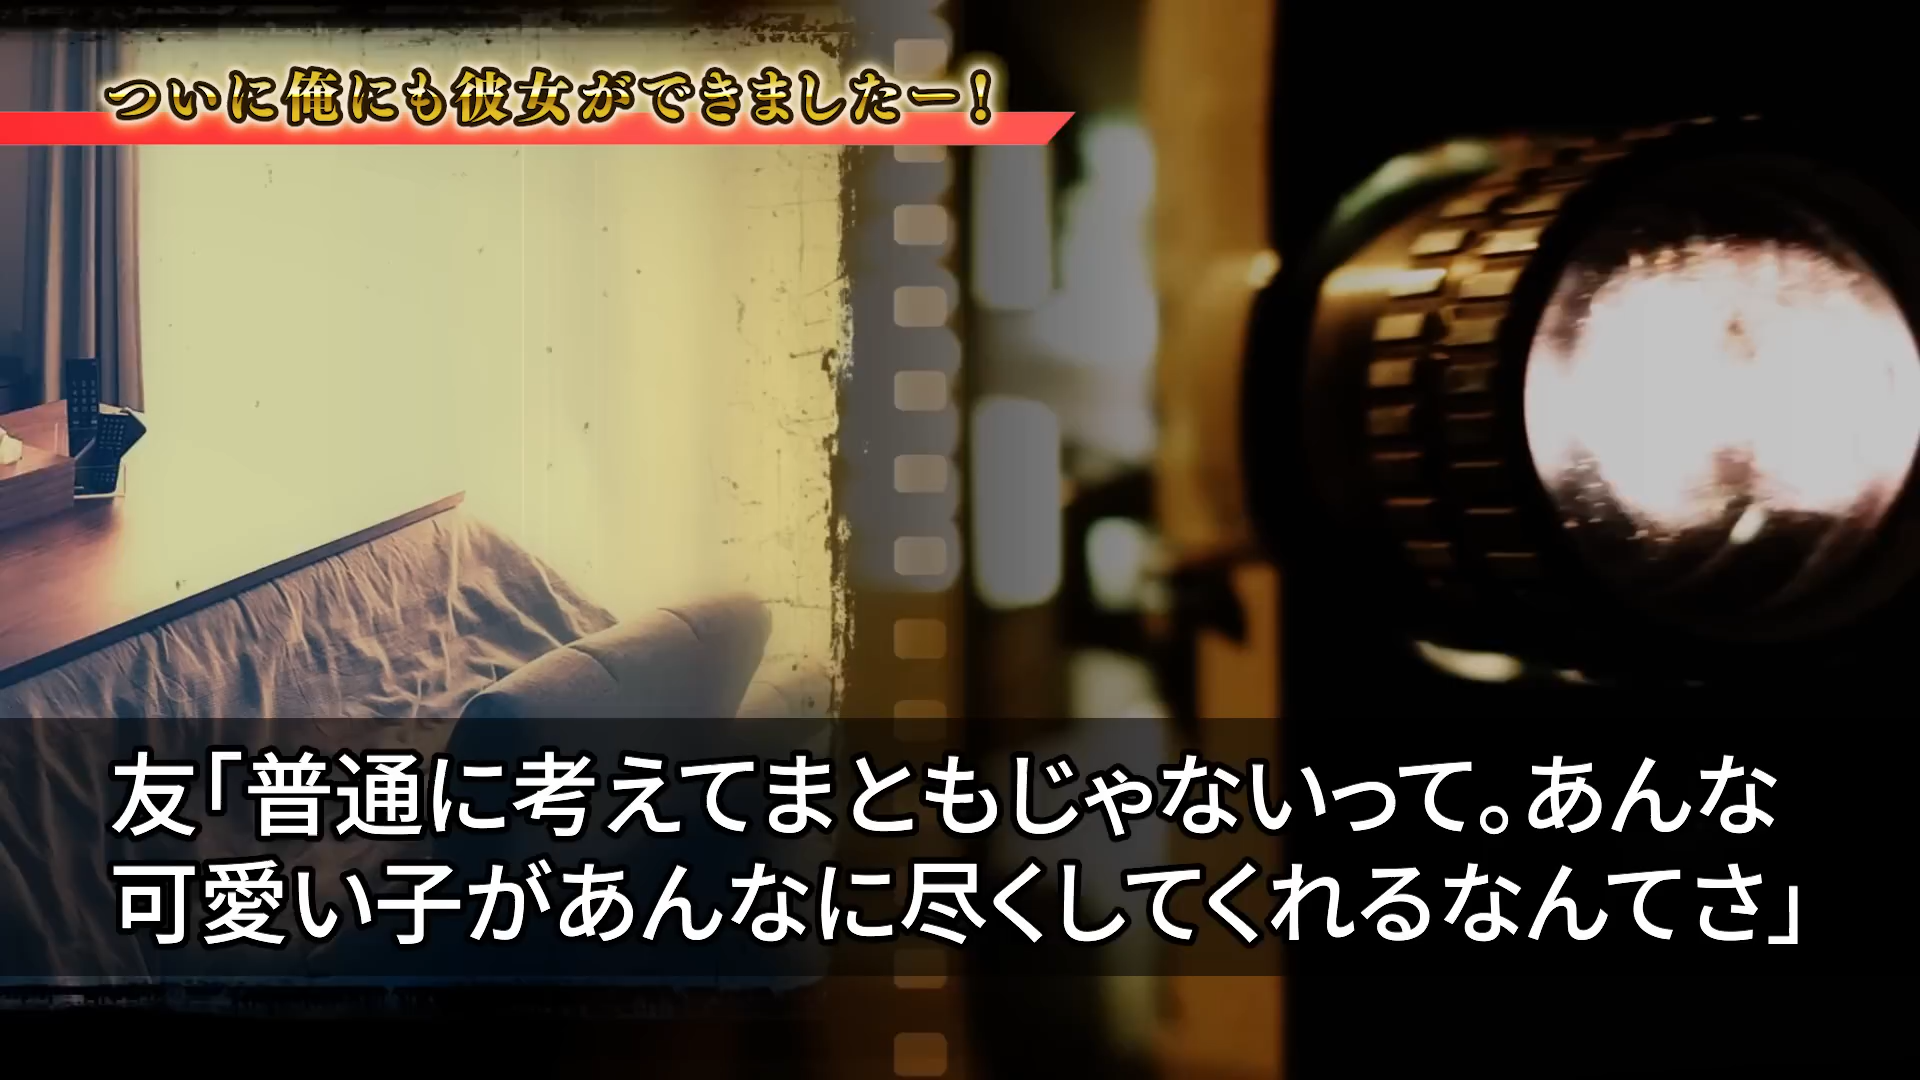 ついに俺にも彼女ができましたー！
友「普通に考えてまともじゃないって。あんな
可愛い子があんなに尽くしてくれるなんてさ」